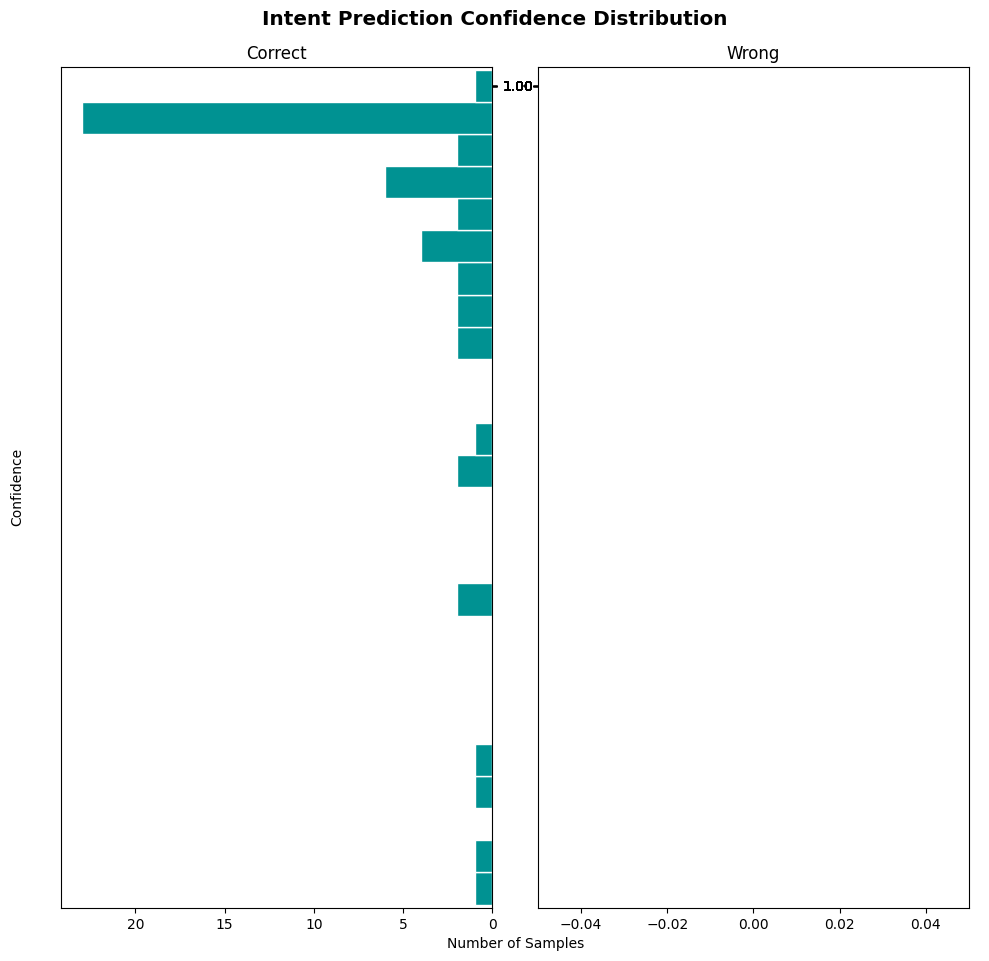 Intent Prediction Confidence Distribution
Correct
Wrong
1.00
Confidence
20 15 10 5 0
−0.04 −0.02 0.00 0.02 0.04
Number of Samples